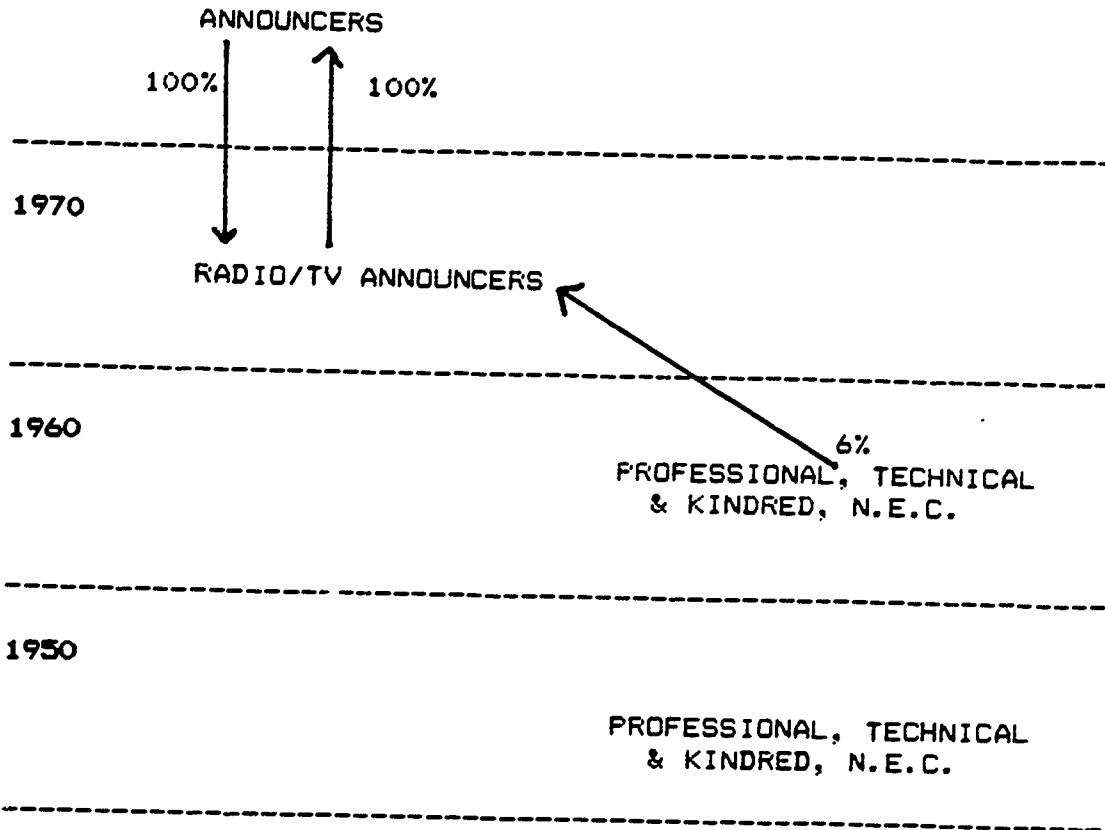 ANNOUNCERS
100% 100%
1970
RADIO/TV ANNOUNCERS
1960
6%
PROFESSIONAL, TECHNICAL
& KINDRED, N.E.C.
1950
PROFESSIONAL, TECHNICAL
& KINDRED, N.E.C.